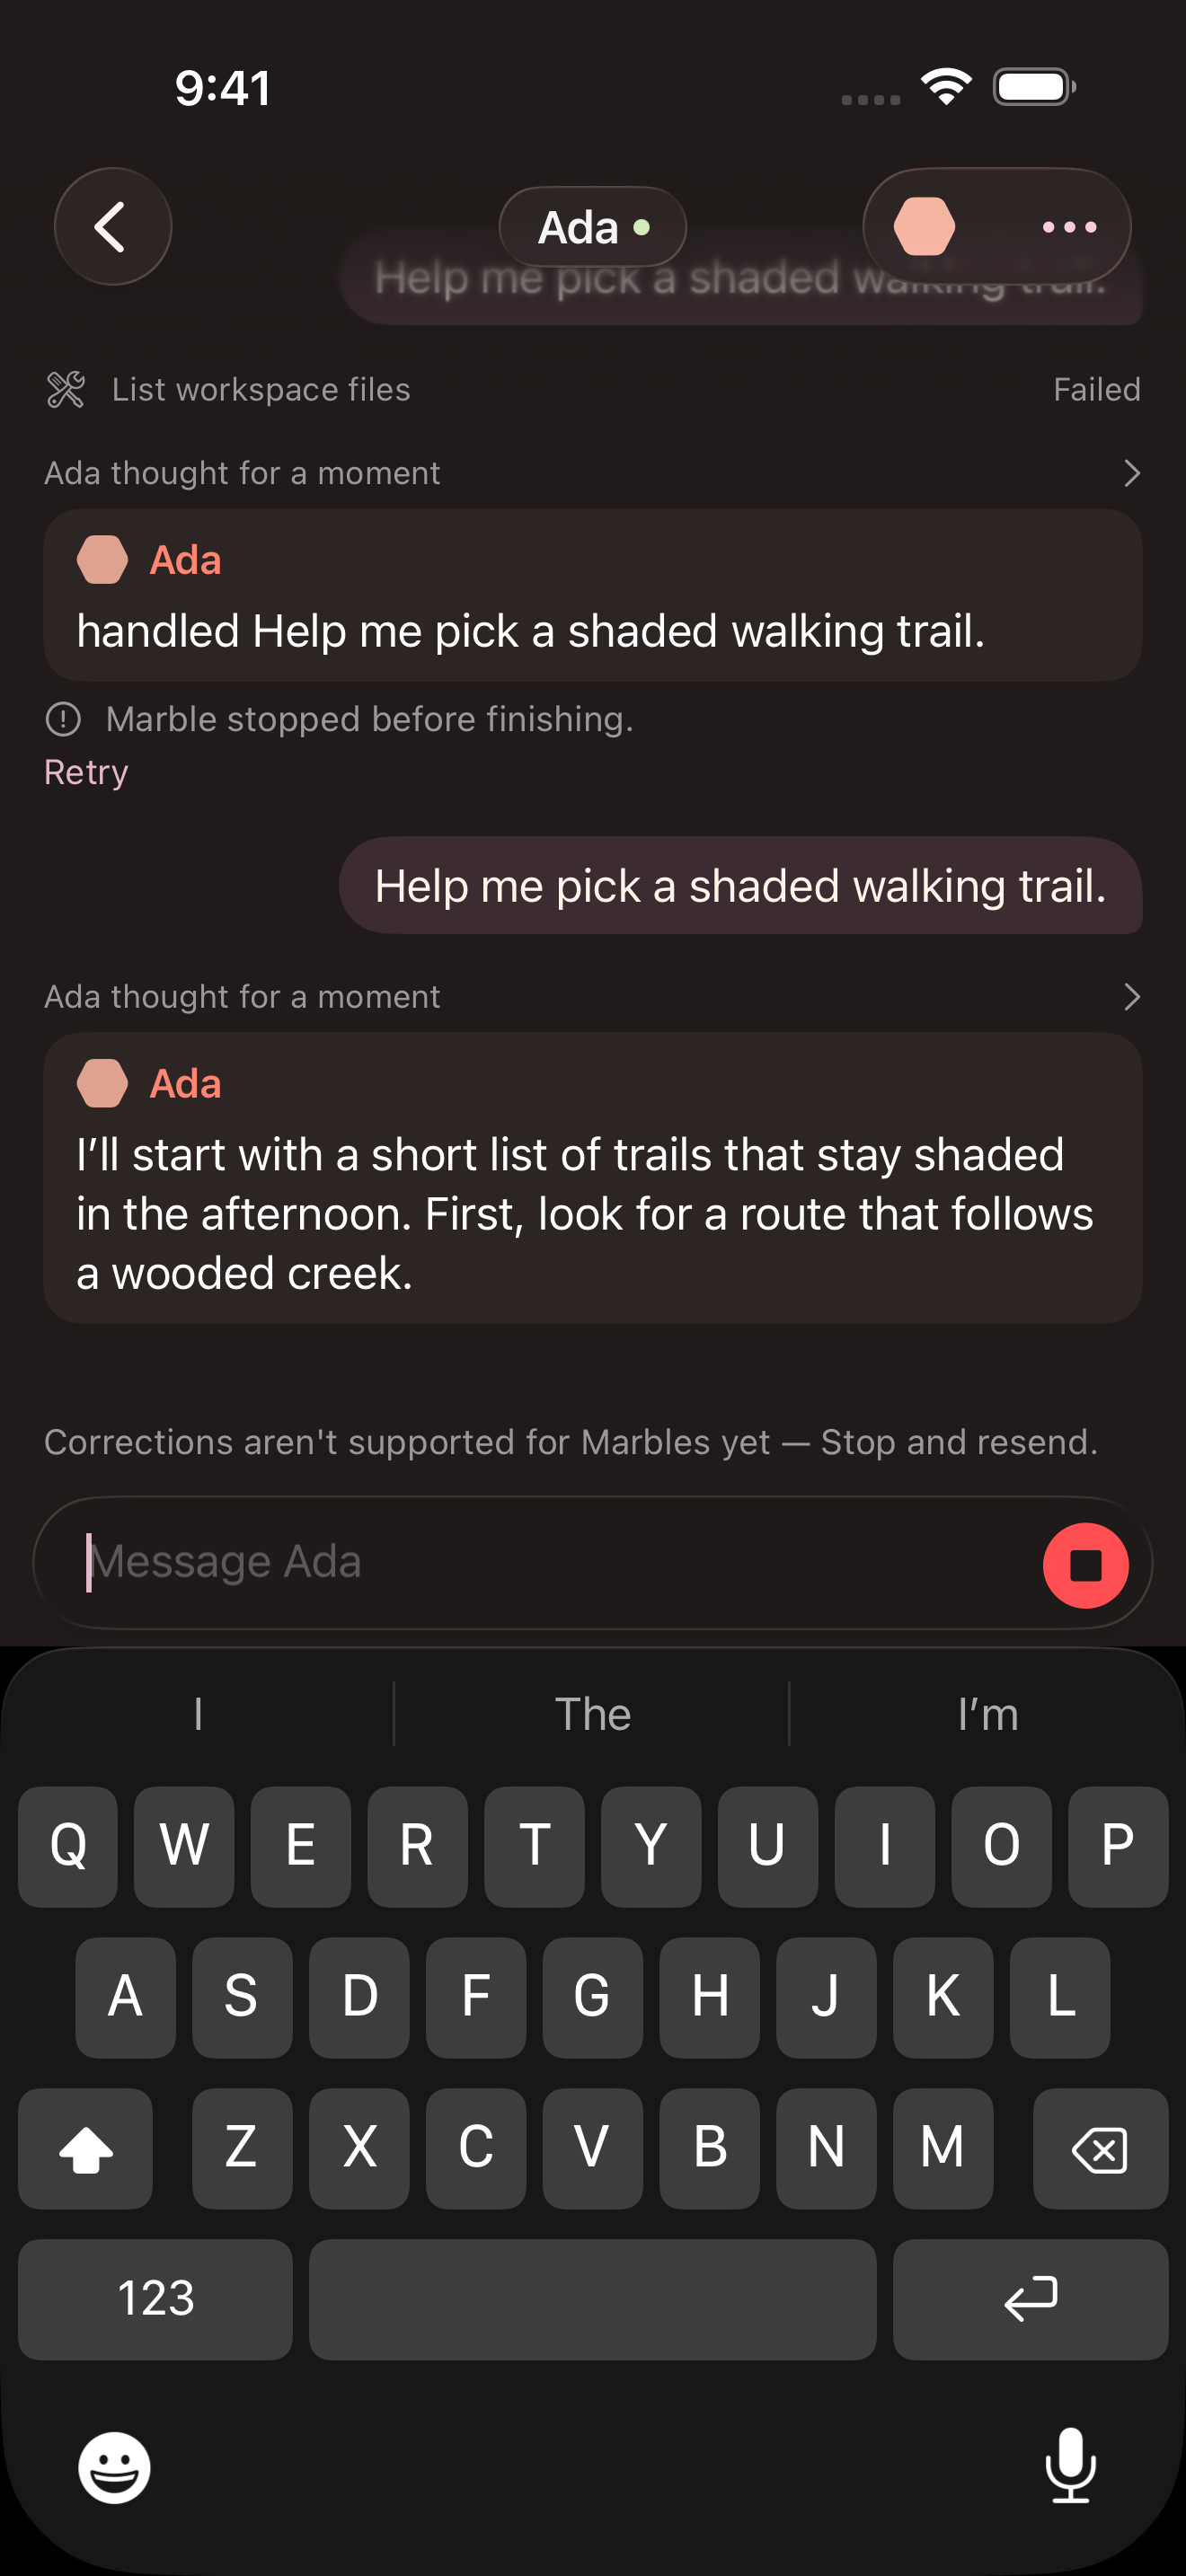 9:41
Ada
Help me pick a shaded walking trail.
List workspace files
Failed
Ada thought for a moment
Ada
handled Help me pick a shaded walking trail.
Marble stopped before finishing.
Retry
Help me pick a shaded walking trail.
Ada thought for a moment
Ada
I’ll start with a short list of trails that stay shaded
in the afternoon. First, look for a route that follows
a wooded creek.
Corrections aren't supported for Marbles yet — Stop and resend.
Message Ada
I The I’m
Q W E R T Y U I O P
A S D F G H J K L
Z X C V B N M
123